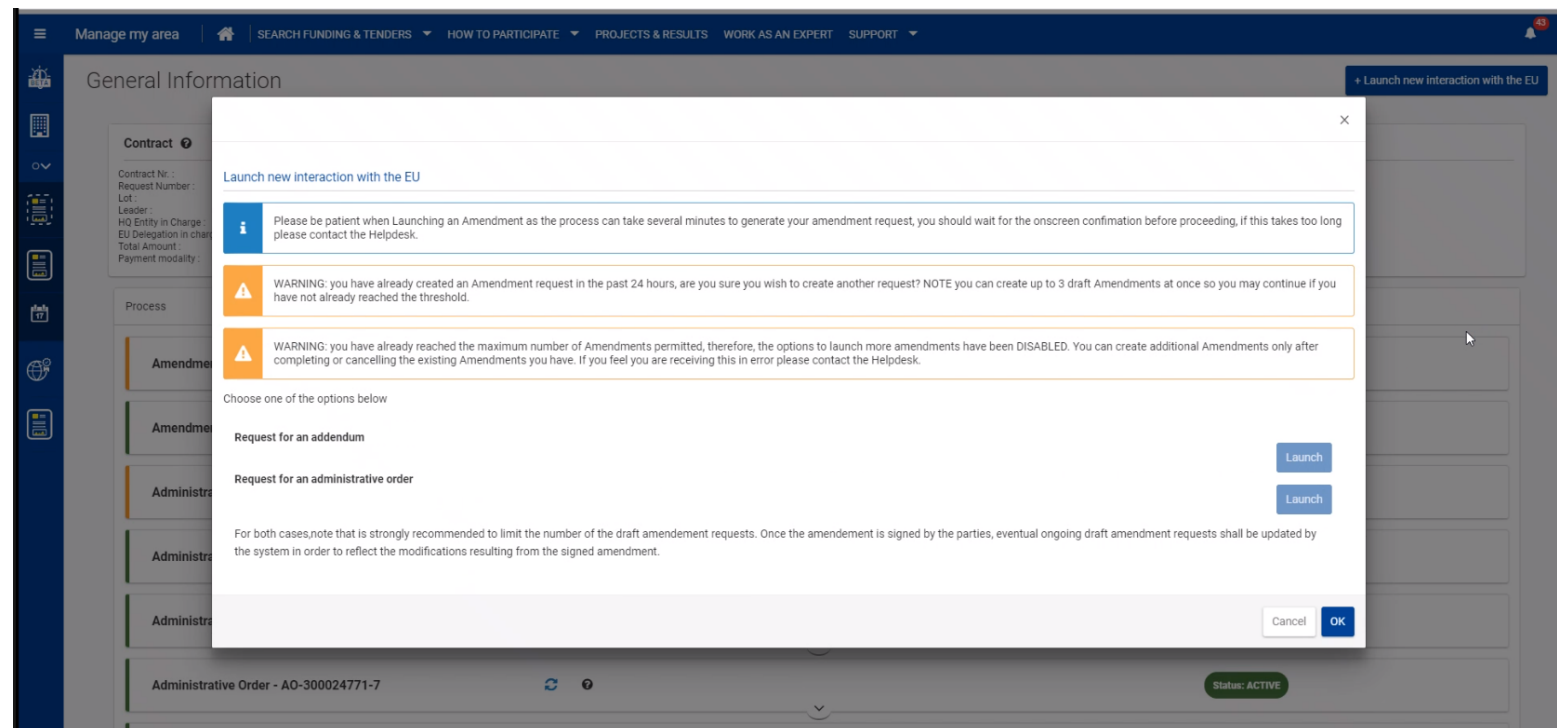 Manage my area
SEARCH FUNDING & TENDERS
HOW TO PARTICIPATE
PROJECTS & RESULTS
WORK AS AN EXPERT
SUPPORT
43
BETA
General Information
+ Launch new interaction with the EU
Contract
Contract Nr. :
Request Number :
Lot :
Leader :
HQ Entity in Charge :
EU Delegation in char
Total Amount :
Payment modality :
17
Process
Amendme
Amendme
Administra
Administra
Administra
×
Launch new interaction with the EU
Please be patient when Launching an Amendment as the process can take several minutes to generate your amendment request, you should wait for the onscreen confimation before proceeding, if this takes too long
please contact the Helpdesk.
WARNING: you have already created an Amendment request in the past 24 hours, are you sure you wish to create another request? NOTE you can create up to 3 draft Amendments at once so you may continue if you
have not already reached the threshold.
WARNING: you have already reached the maximum number of Amendments permitted, therefore, the options to launch more amendments have been DISABLED. You can create additional Amendments only after
completing or cancelling the existing Amendments you have. If you feel you are receiving this in error please contact the Helpdesk.
Choose one of the options below
Request for an addendum
Launch
Request for an administrative order
Launch
For both cases,note that is strongly recommended to limit the number of the draft amendement requests. Once the amendement is signed by the parties, eventual ongoing draft amendment requests shall be updated by
the system in order to reflect the modifications resulting from the signed amendment.
Cancel
OK
Administrative Order - AO-300024771-7
Status: ACTIVE